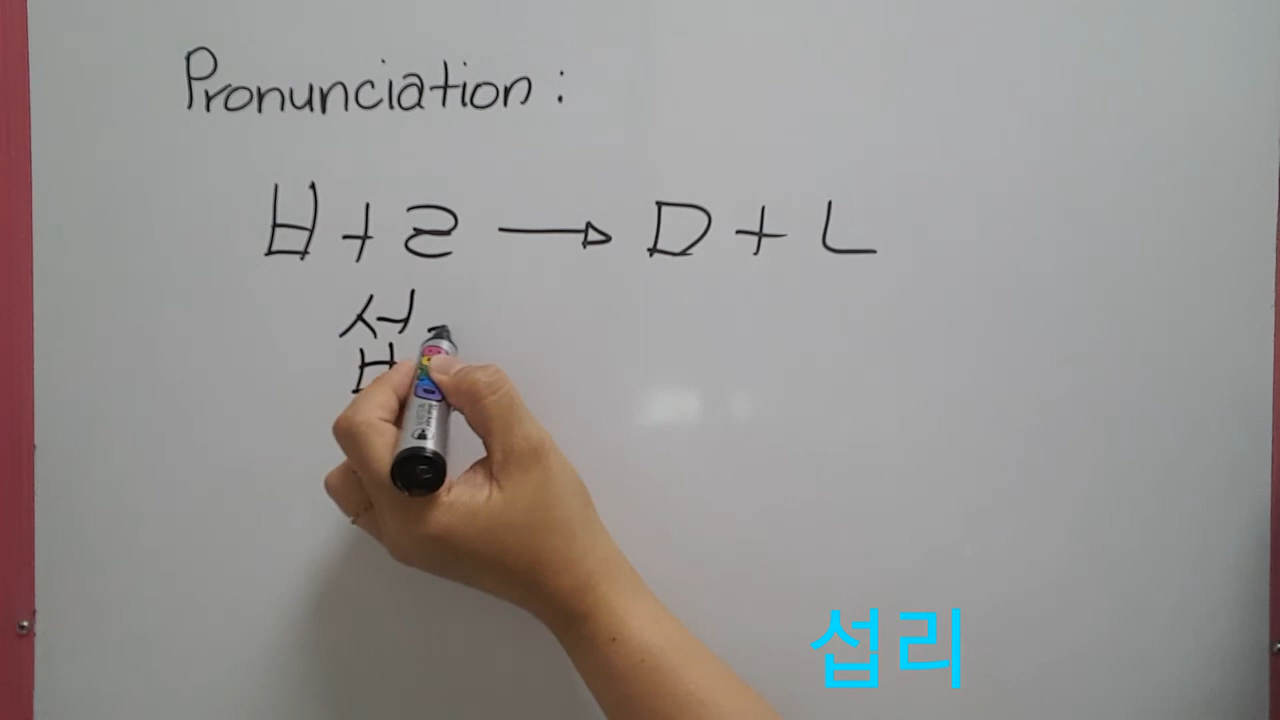 Pronunciation :
ㅂ + ㄹ → ㅁ + ㄴ
섭
섭리